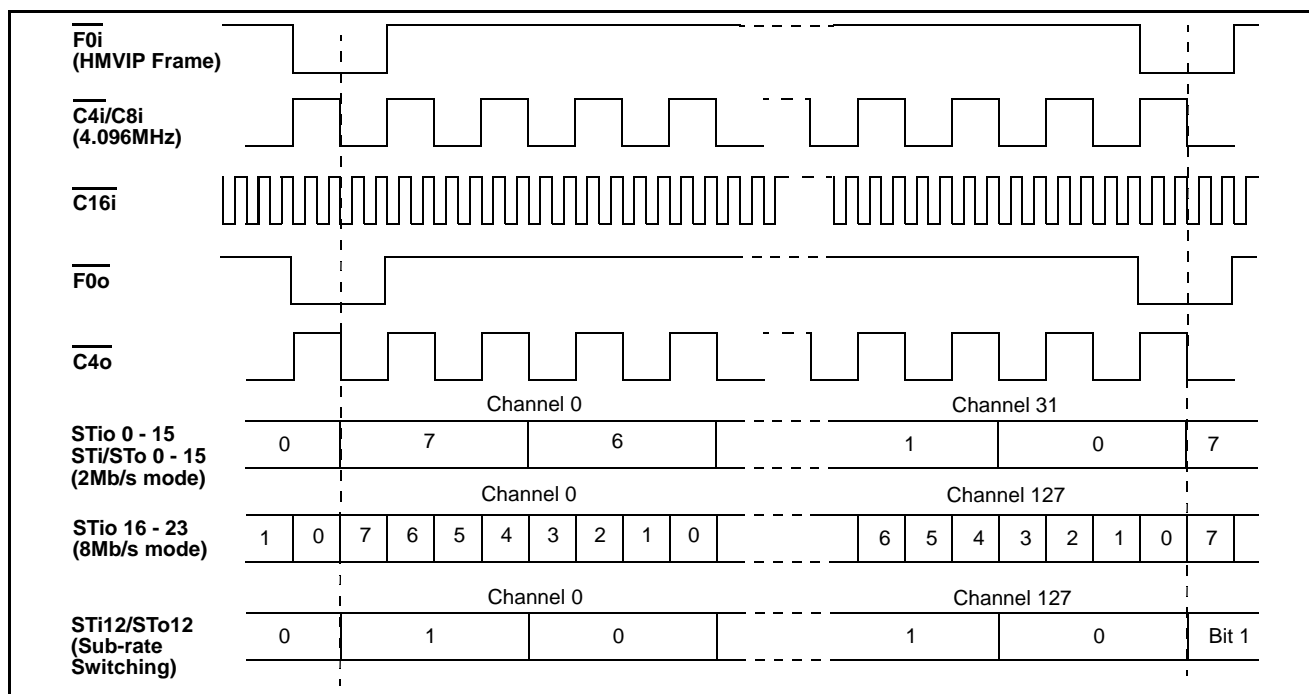 F0i
(HMVIP Frame)
C4i/C8i
(4.096MHz)
C16i
F0o
C4o
Channel 0 Channel 31
STio 0 - 15
STi/STo 0 - 15
(2Mb/s mode)
0 7 6 1 0 7
Channel 0 Channel 127
STio 16 - 23
(8Mb/s mode)
1 0 7 6 5 4 3 2 1 0 6 5 4 3 2 1 0 7
Channel 0 Channel 127
STi12/STo12
(Sub-rate
Switching)
0 1 0 1 0 Bit 1